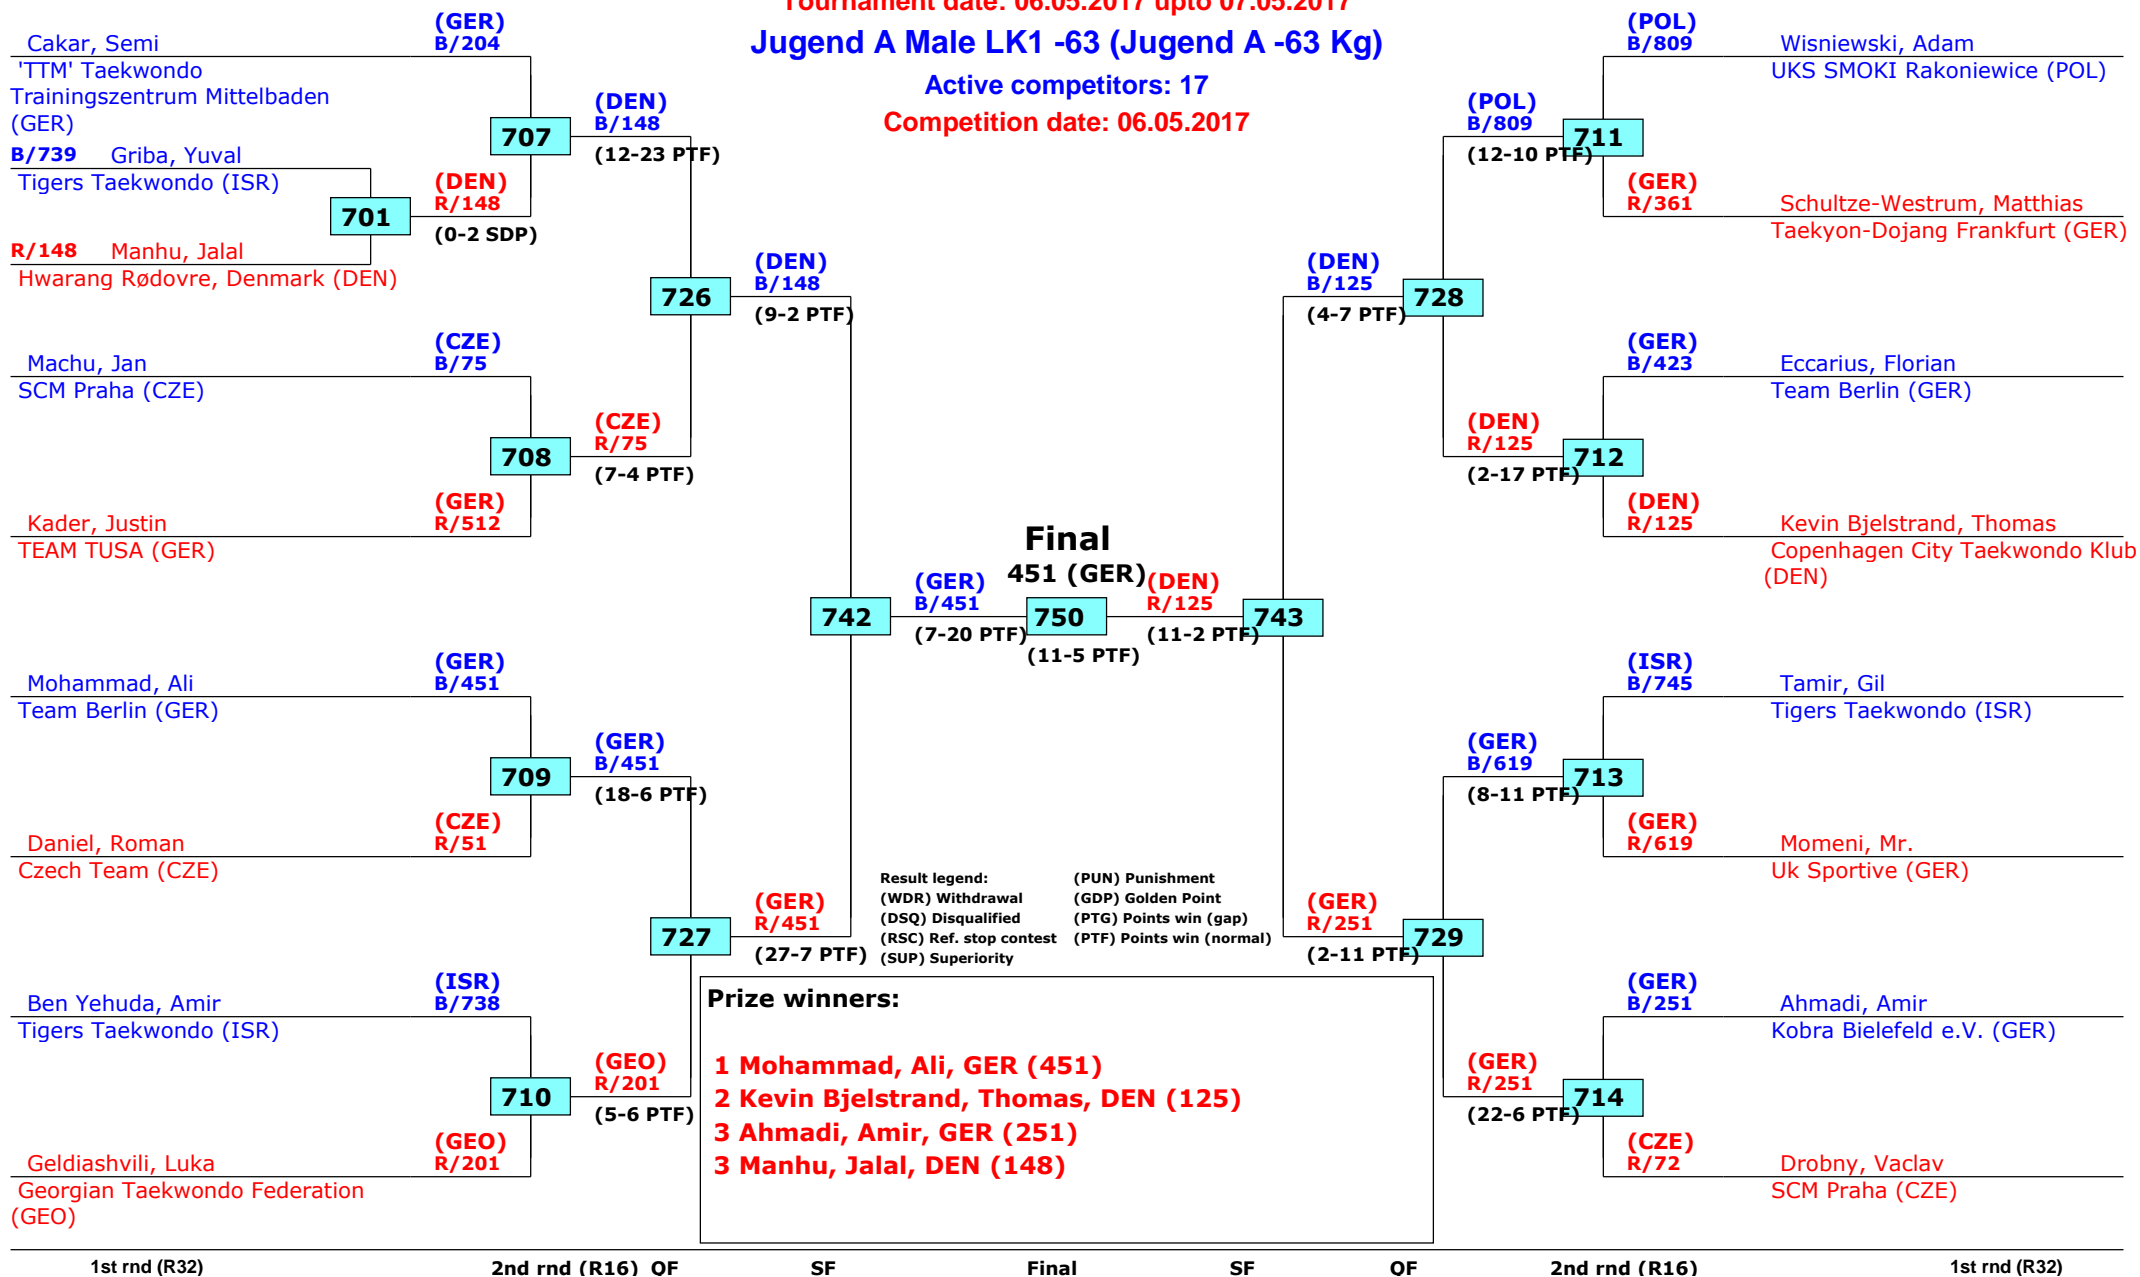 Tournament date: 06.05.2017 upto 07.05.2017
Jugend A Male LK1 -63 (Jugend A -63 Kg)
Active competitors: 17
Competition date: 06.05.2017
(GER)
Cakar, Semi B/204
'TTM' Taekwondo
Trainingszentrum Mittelbaden
(GER)
707
(DEN)
B/148
(12-23 PTF)
B/739 Griba, Yuval
Tigers Taekwondo (ISR)
701
(DEN)
R/148
(0-2 SDP)
R/148 Manhu, Jalal
Hwarang Rødovre, Denmark (DEN)
726
(DEN)
B/148
(9-2 PTF)
(CZE)
Machu, Jan B/75
SCM Praha (CZE)
708
(CZE)
R/75
(7-4 PTF)
(GER)
Kader, Justin R/512
TEAM TUSA (GER)
742
(GER)
B/451
(7-20 PTF)
(GER)
Mohammad, Ali B/451
Team Berlin (GER)
709
(GER)
B/451
(18-6 PTF)
(CZE)
Daniel, Roman R/51
Czech Team (CZE)
727
(GER)
R/451
(27-7 PTF)
(ISR)
Ben Yehuda, Amir B/738
Tigers Taekwondo (ISR)
710
(GEO)
R/201
(5-6 PTF)
(GEO)
Geldiashvili, Luka R/201
Georgian Taekwondo Federation
(GEO)
Final
451 (GER)
750
(11-5 PTF)
(DEN)
R/125
(11-2 PTF)
743
(POL)
B/809 Wisniewski, Adam
UKS SMOKI Rakoniewice (POL)
(POL)
B/809
(12-10 PTF)
711
(GER)
R/361 Schultze-Westrum, Matthias
Taekyon-Dojang Frankfurt (GER)
(DEN)
B/125
(4-7 PTF)
728
(GER)
B/423 Eccarius, Florian
Team Berlin (GER)
(DEN)
R/125
(2-17 PTF)
712
(DEN)
R/125 Kevin Bjelstrand, Thomas
Copenhagen City Taekwondo Klub
(DEN)
(ISR)
B/745 Tamir, Gil
Tigers Taekwondo (ISR)
(GER)
B/619
(8-11 PTF)
713
(GER)
R/619 Momeni, Mr.
Uk Sportive (GER)
(GER)
R/251
(2-11 PTF)
729
(GER)
B/251 Ahmadi, Amir
Kobra Bielefeld e.V. (GER)
(GER)
R/251
(22-6 PTF)
714
(CZE)
R/72 Drobny, Vaclav
SCM Praha (CZE)
Result legend: (PUN) Punishment
(WDR) Withdrawal (GDP) Golden Point
(DSQ) Disqualified (PTG) Points win (gap)
(RSC) Ref. stop contest (PTF) Points win (normal)
(SUP) Superiority
Prize winners:
1 Mohammad, Ali, GER (451)
2 Kevin Bjelstrand, Thomas, DEN (125)
3 Ahmadi, Amir, GER (251)
3 Manhu, Jalal, DEN (148)
1st rnd (R32) 2nd rnd (R16) QF SF Final SF QF 2nd rnd (R16) 1st rnd (R32)